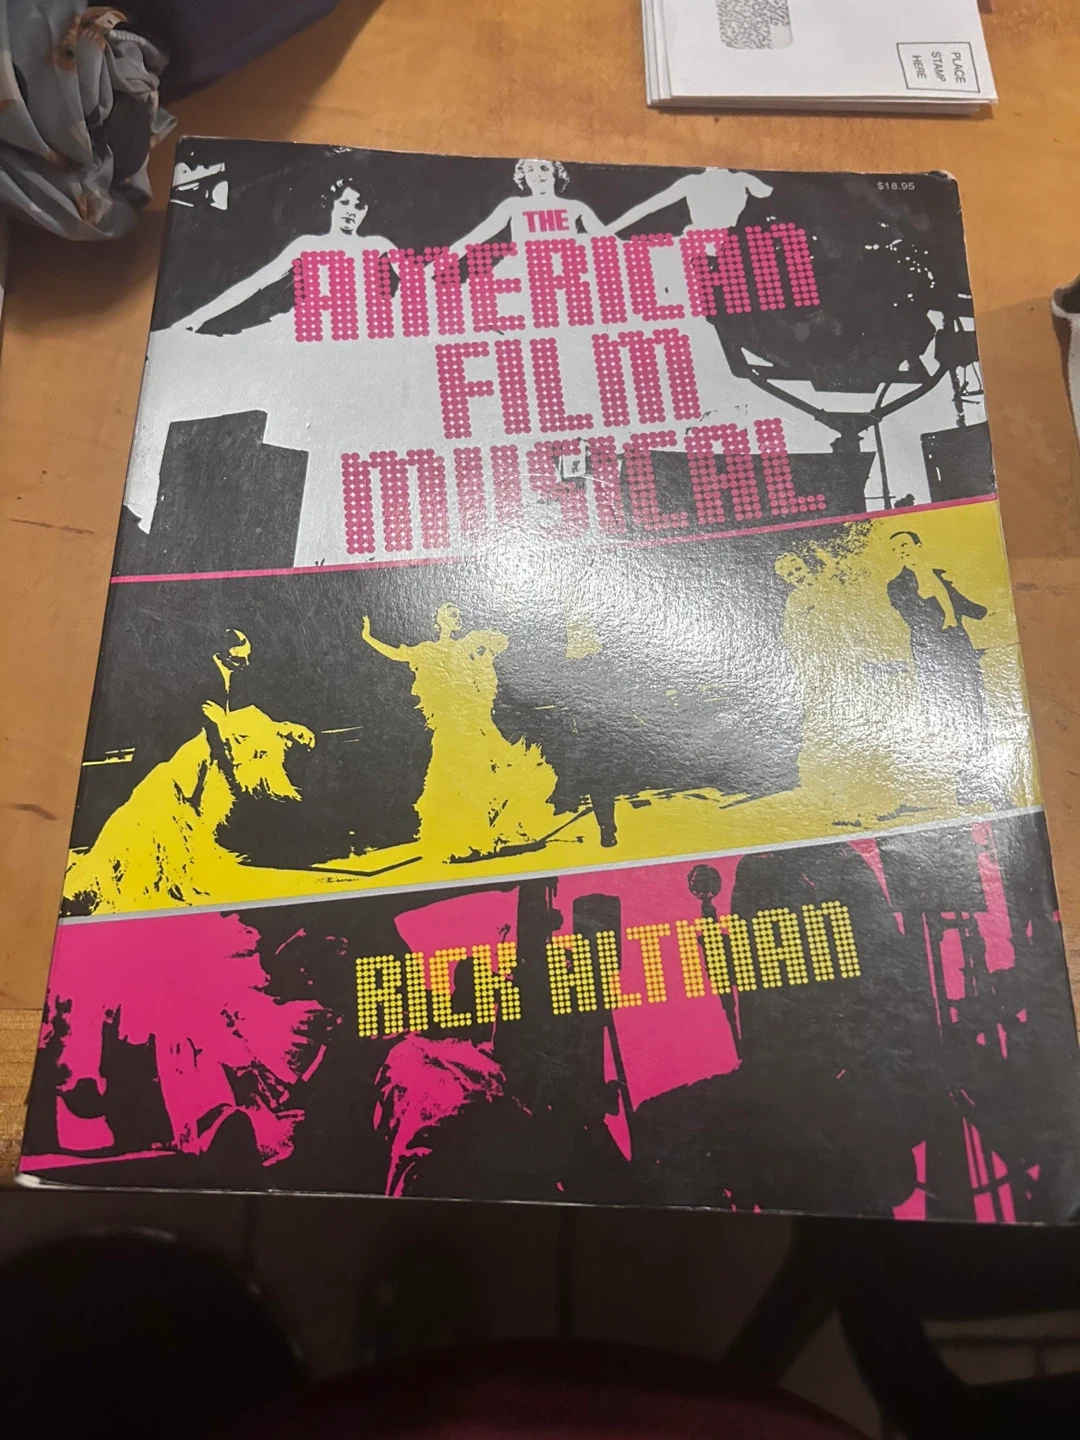 PLACE
STAMP
HERE
$18.95
THE
AMERICAN
FILM
MUSICAL
RICK ALTMAN